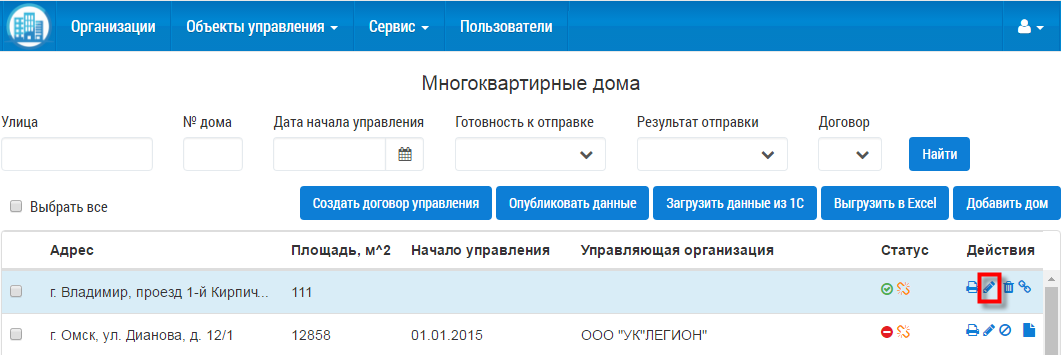 Организации Объекты управления Сервис Пользователи
Многоквартирные дома
Улица № дома Дата начала управления Готовность к отправке Результат отправки Договор
Найти
Выбрать все Создать договор управления Опубликовать данные Загрузить данные из 1С Выгрузить в Excel Добавить дом
Адрес Площадь, м^2 Начало управления Управляющая организация Статус Действия
г. Владимир, проезд 1-й Кирпич... 111
г. Омск, ул. Дианова, д. 12/1 12858 01.01.2015 ООО "УК"ЛЕГИОН"